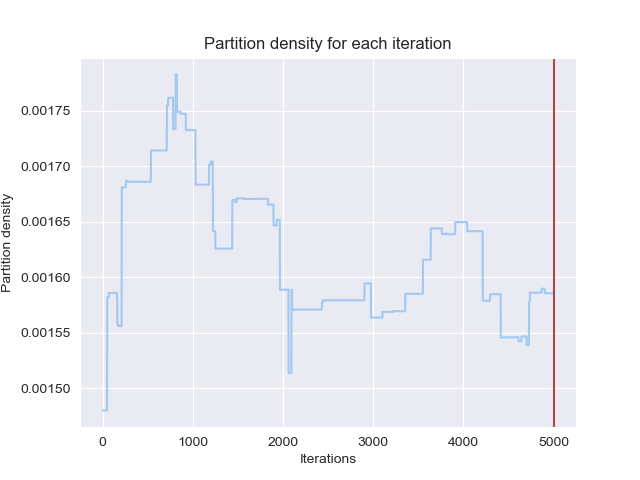 Partition density for each iteration
Partition density
0.00175
0.00170
0.00165
0.00160
0.00155
0.00150
0 1000 2000 3000 4000 5000
Iterations